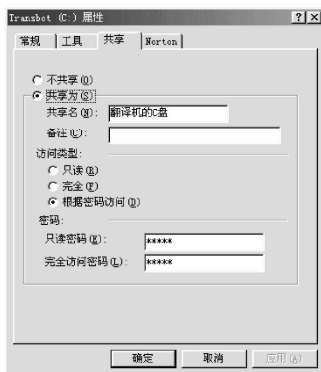 Transbot (C:) 属性
常规 工具 共享 Norton
不共享(O)
共享为(S)
共享名(N): 翻译机的C盘
备注(C):
访问类型:
只读(R)
完全(F)
根据密码访问(D)
密码:
只读密码(E): *****
完全访问密码(L): *****
确定 取消 应用(A)